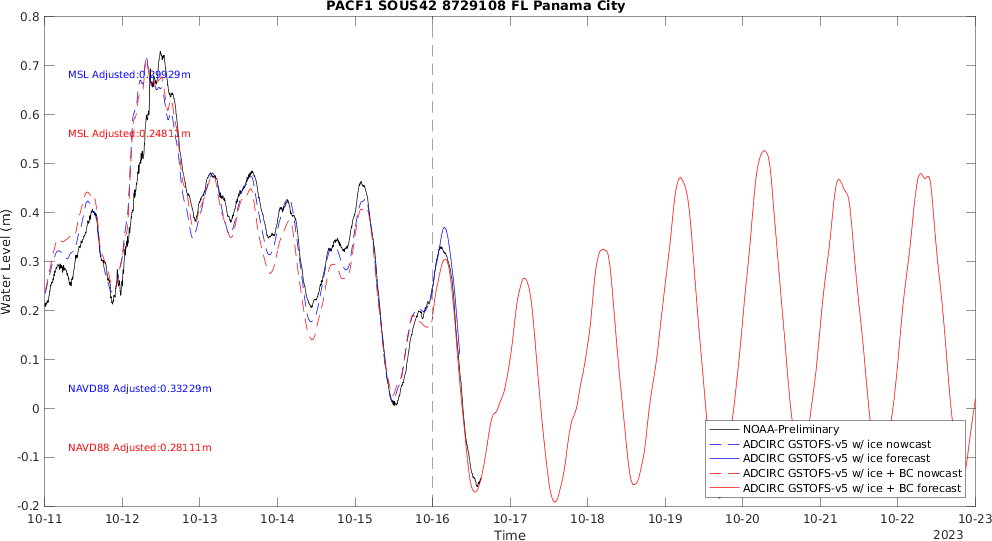 PACF1 SOUS42 8729108 FL Panama City
0.8
0.7
0.6
0.5
0.4
0.3
0.2
0.1
0
-0.1
-0.2
Water Level (m)
MSL Adjusted:0.29929m
MSL Adjusted:0.24811m
NAVD88 Adjusted:0.33229m
NAVD88 Adjusted:0.28111m
NOAA-Preliminary
ADCIRC GSTOFS-v5 w/ ice nowcast
ADCIRC GSTOFS-v5 w/ ice forecast
ADCIRC GSTOFS-v5 w/ ice + BC nowcast
ADCIRC GSTOFS-v5 w/ ice + BC forecast
10-11 10-12 10-13 10-14 10-15 10-16 10-17 10-18 10-19 10-20 10-21 10-22 10-23
Time
2023